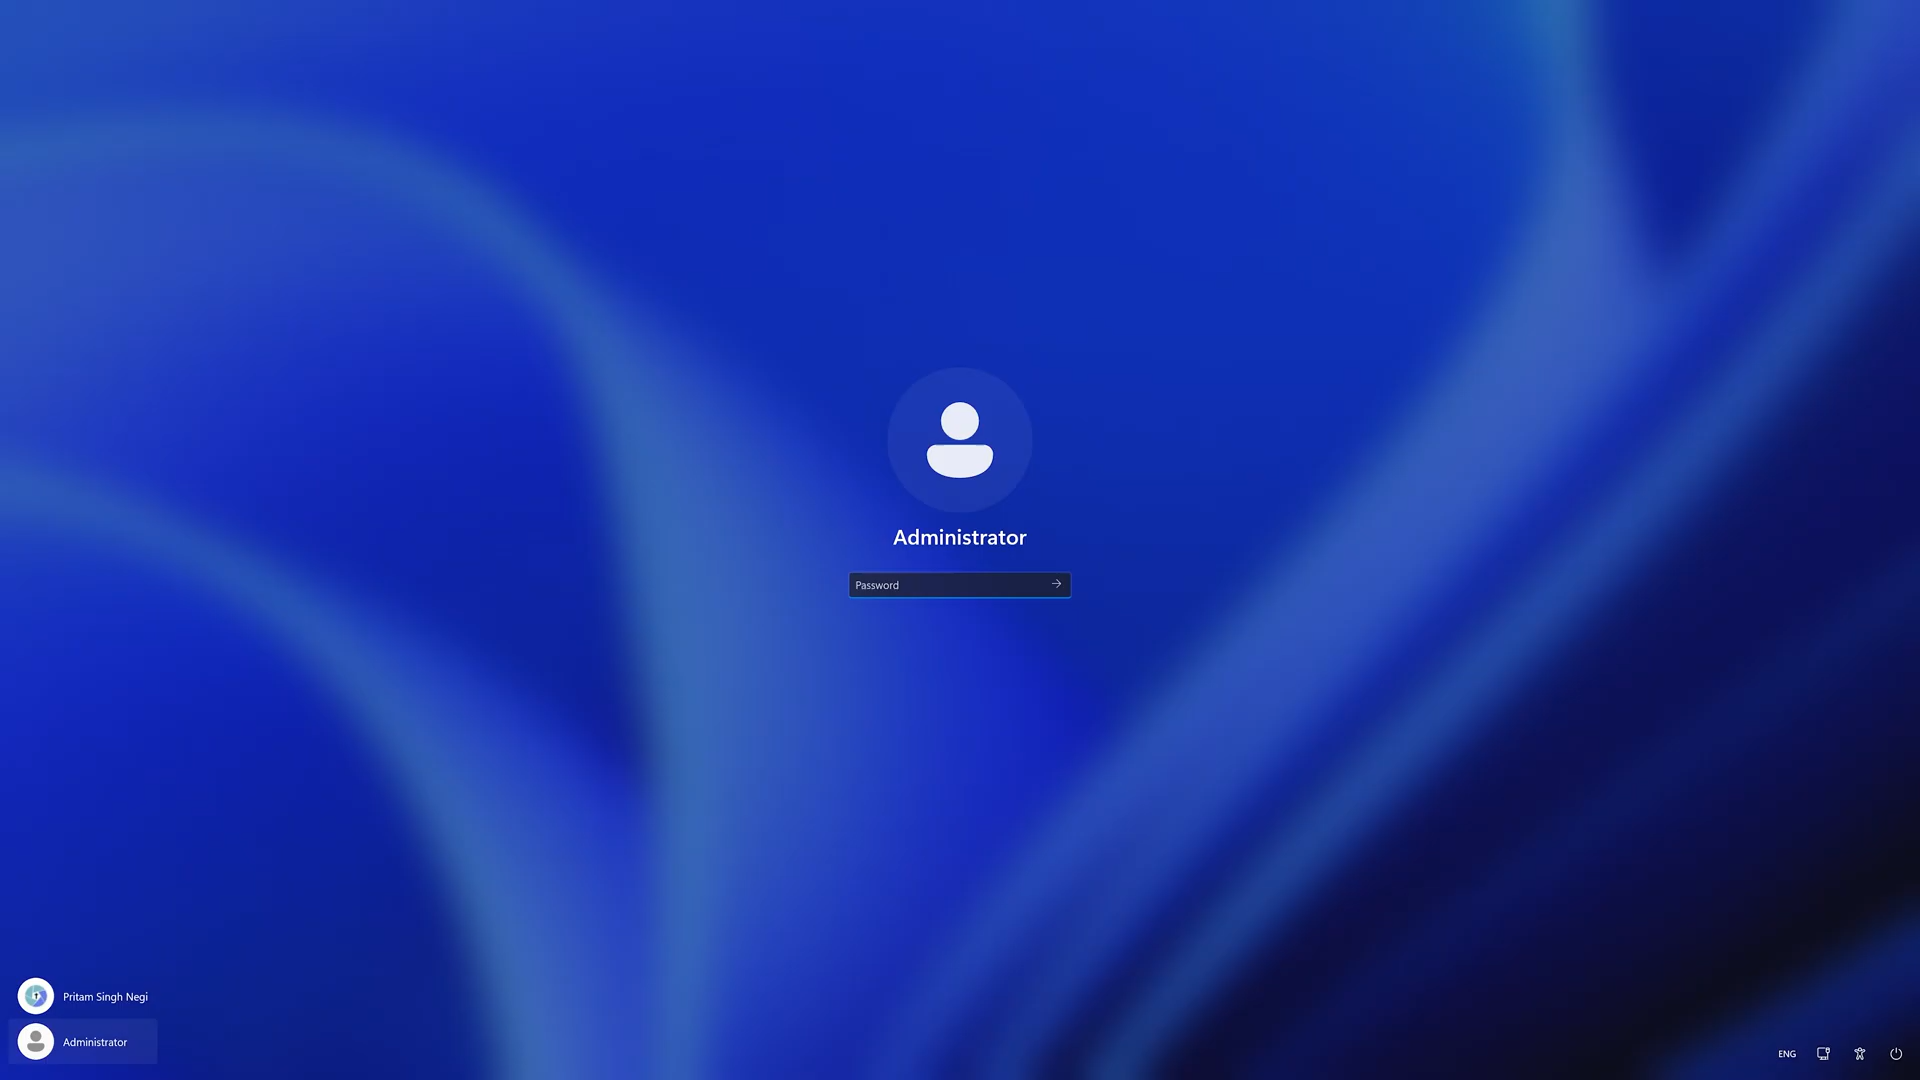 Administrator
Password
Pritam Singh Negi
Administrator
ENG